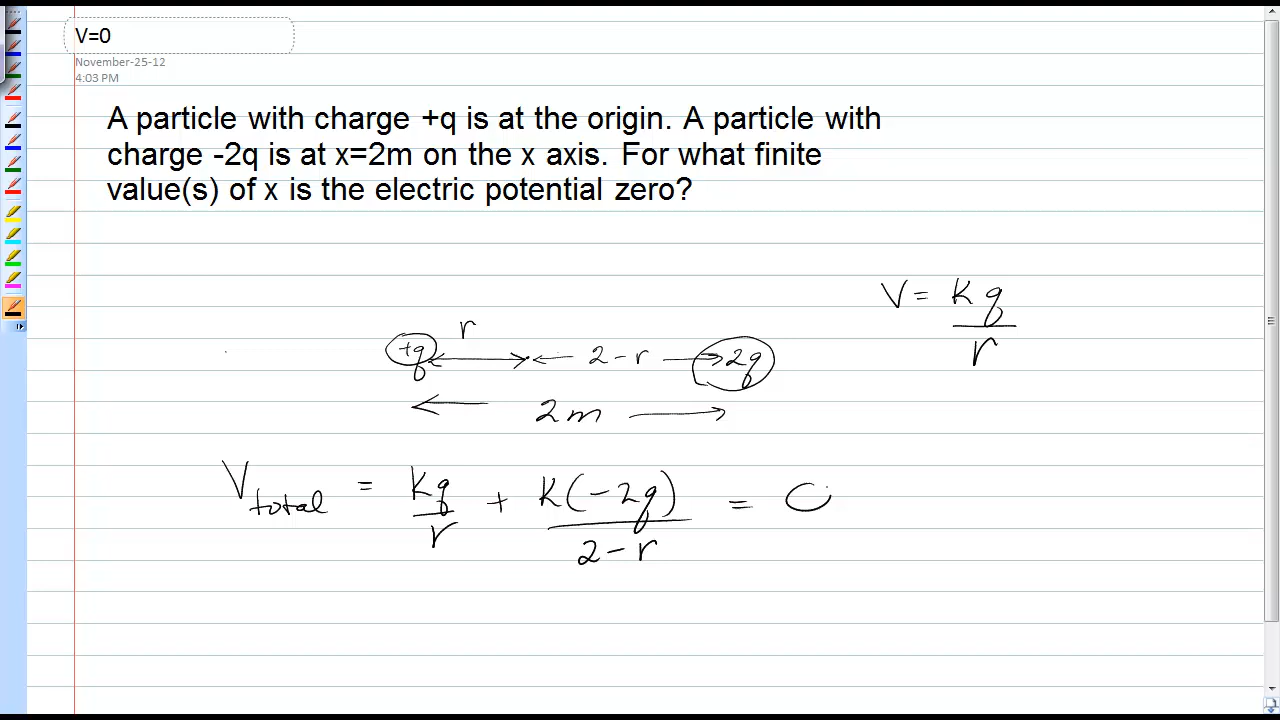 V=0
November-25-12
4:03 PM
A particle with charge +q is at the origin. A particle with
charge -2q is at x=2m on the x axis. For what finite
value(s) of x is the electric potential zero?
V = Kq
r
r
+q 2-r -2q
2m
V total = Kq + K(-2q) = 0
r 2-r